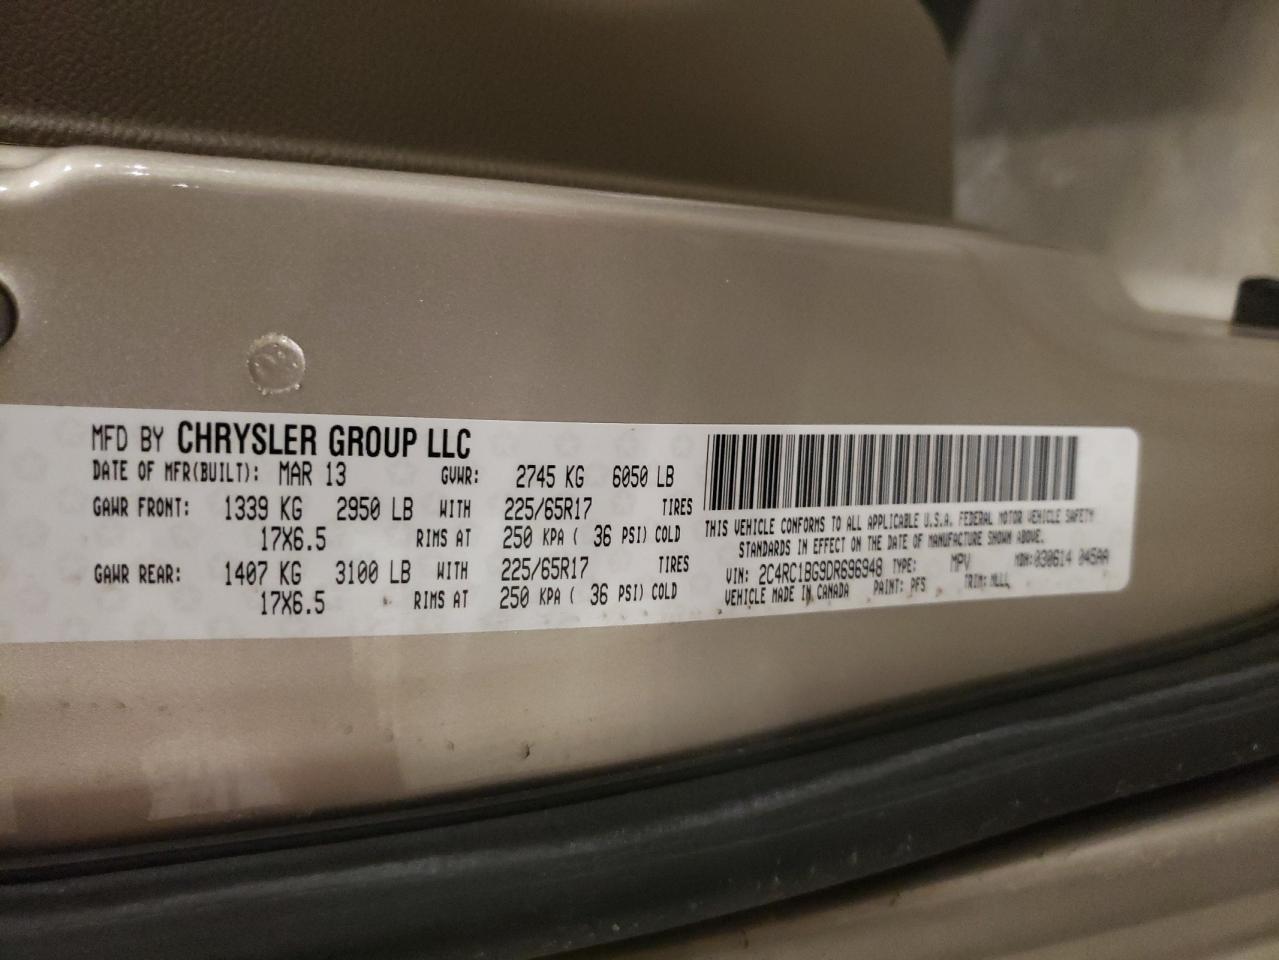 MFD BY CHRYSLER GROUP LLC
DATE OF MFR(BUILT): MAR 13 GVWR: 2745 KG 6050 LB
GAWR FRONT: 1339 KG 2950 LB WITH 225/65R17 TIRES
17X6.5 RIMS AT 250 KPA ( 36 PSI) COLD
GAWR REAR: 1407 KG 3100 LB WITH 225/65R17 TIRES
17X6.5 RIMS AT 250 KPA ( 36 PSI) COLD
THIS VEHICLE CONFORMS TO ALL APPLICABLE U.S.A. FEDERAL MOTOR VEHICLE SAFETY
STANDARDS IN EFFECT ON THE DATE OF MANUFACTURE SHOWN ABOVE.
VIN: 2C4RC1BG9DR696948 TYPE: MPV MDH:030614 045AA
VEHICLE MADE IN CANADA PAINT: PFS TRIM: